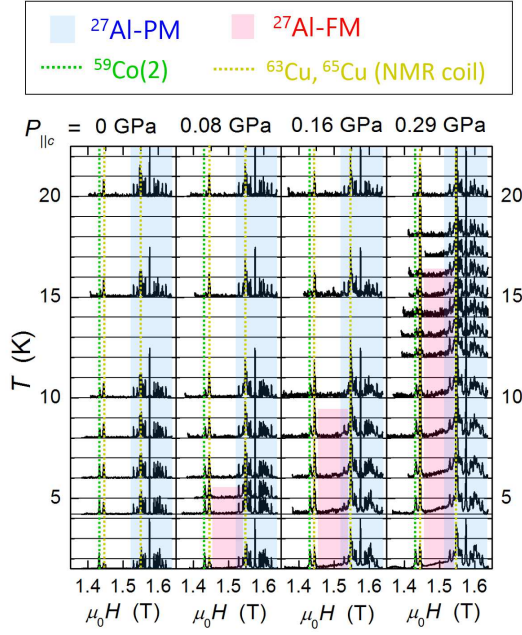 ²⁷Al-PM ²⁷Al-FM
⁵⁹Co(2) ⁶³Cu, ⁶⁵Cu (NMR coil)
P||c = 0 GPa 0.08 GPa 0.16 GPa 0.29 GPa
20 20
15 15
T (K)
10 10
5 5
1.4 1.5 1.6 1.4 1.5 1.6 1.4 1.5 1.6 1.4 1.5 1.6
μ₀H (T) μ₀H (T) μ₀H (T) μ₀H (T)